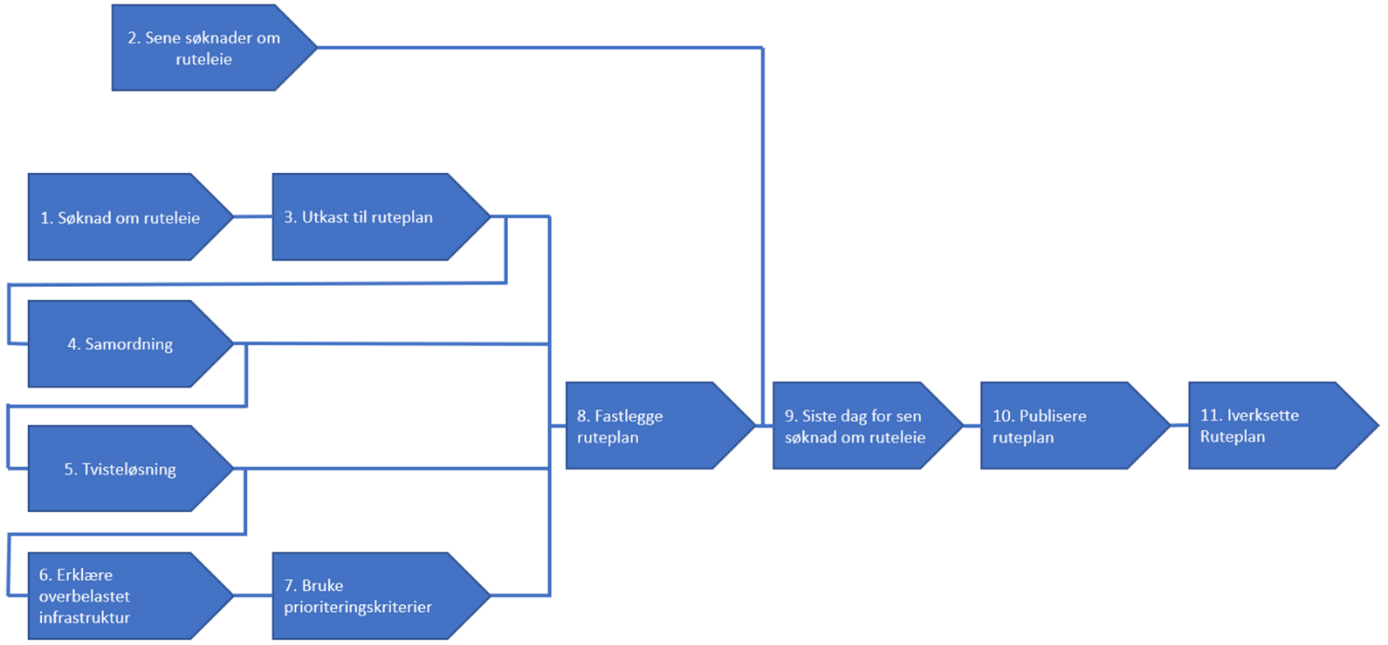 2. Sene søknader om
ruteleie
1. Søknad om ruteleie
3. Utkast til ruteplan
4. Samordning
5. Tvisteløsning
6. Erklære
overbelastet
infrastruktur
7. Bruke
prioriteringskriterier
8. Fastlegge
ruteplan
9. Siste dag for sen
søknad om ruteleie
10. Publisere
ruteplan
11. Iverksette
Ruteplan